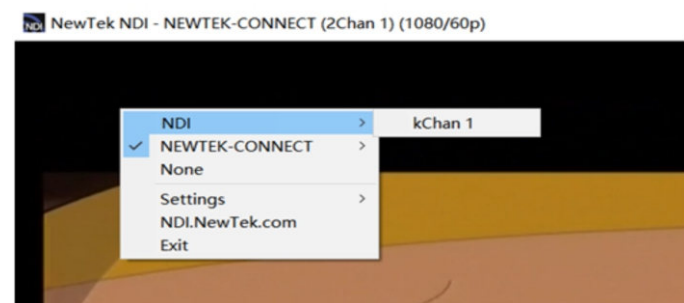 NDI NewTek NDI - NEWTEK-CONNECT (2Chan 1) (1080/60p)
NDI > kChan 1
✓ NEWTEK-CONNECT >
None
Settings >
NDI.NewTek.com
Exit